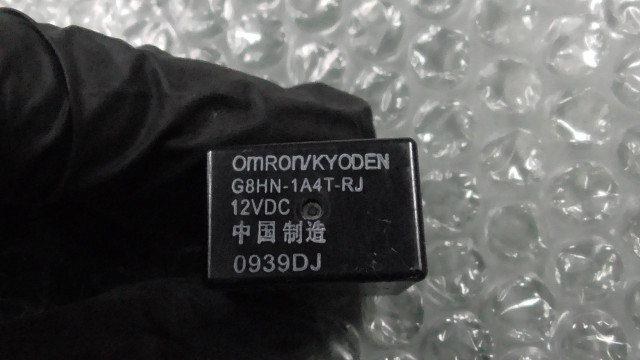 OMRON/KYODEN
G8HN-1A4T-RJ
12VDC
中国制造
0939DJ